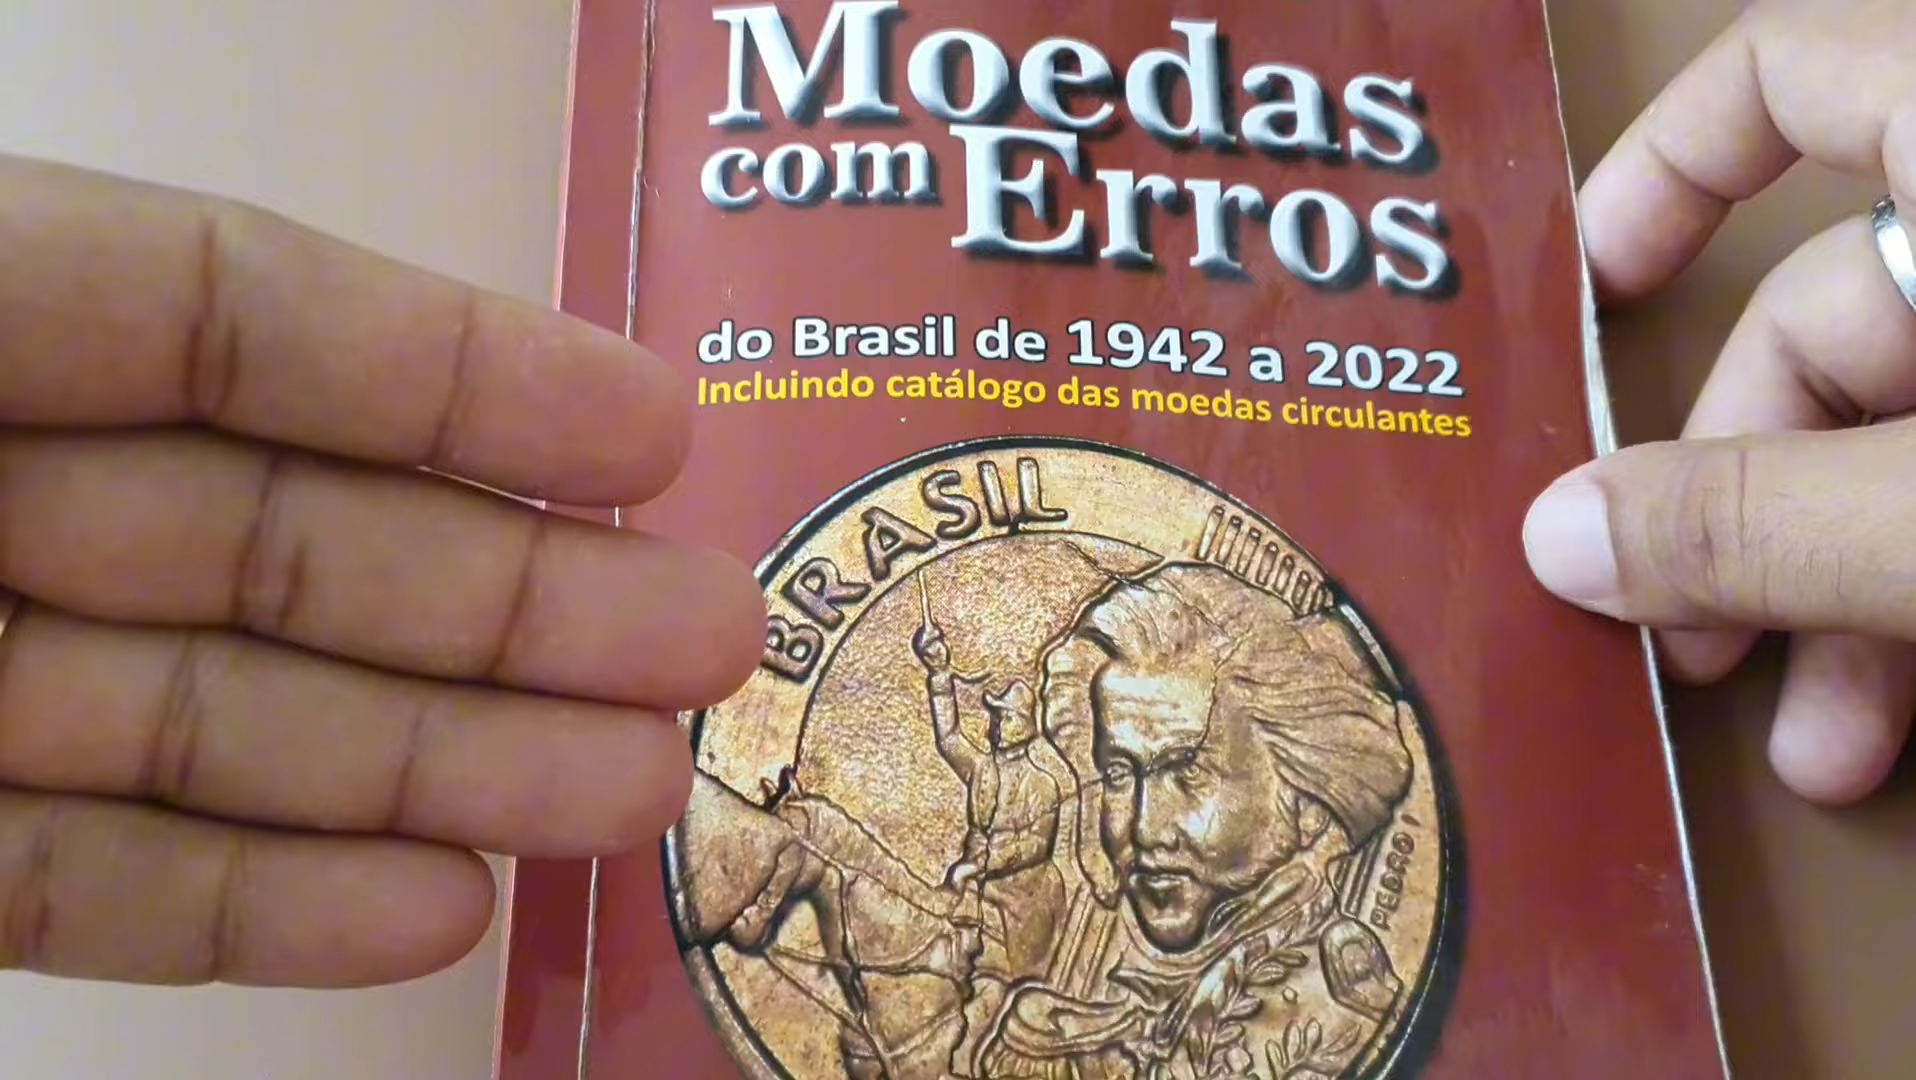 Moedas
com Erros
do Brasil de 1942 a 2022
Incluindo catálogo das moedas circulantes
BRASIL
PEDRO I